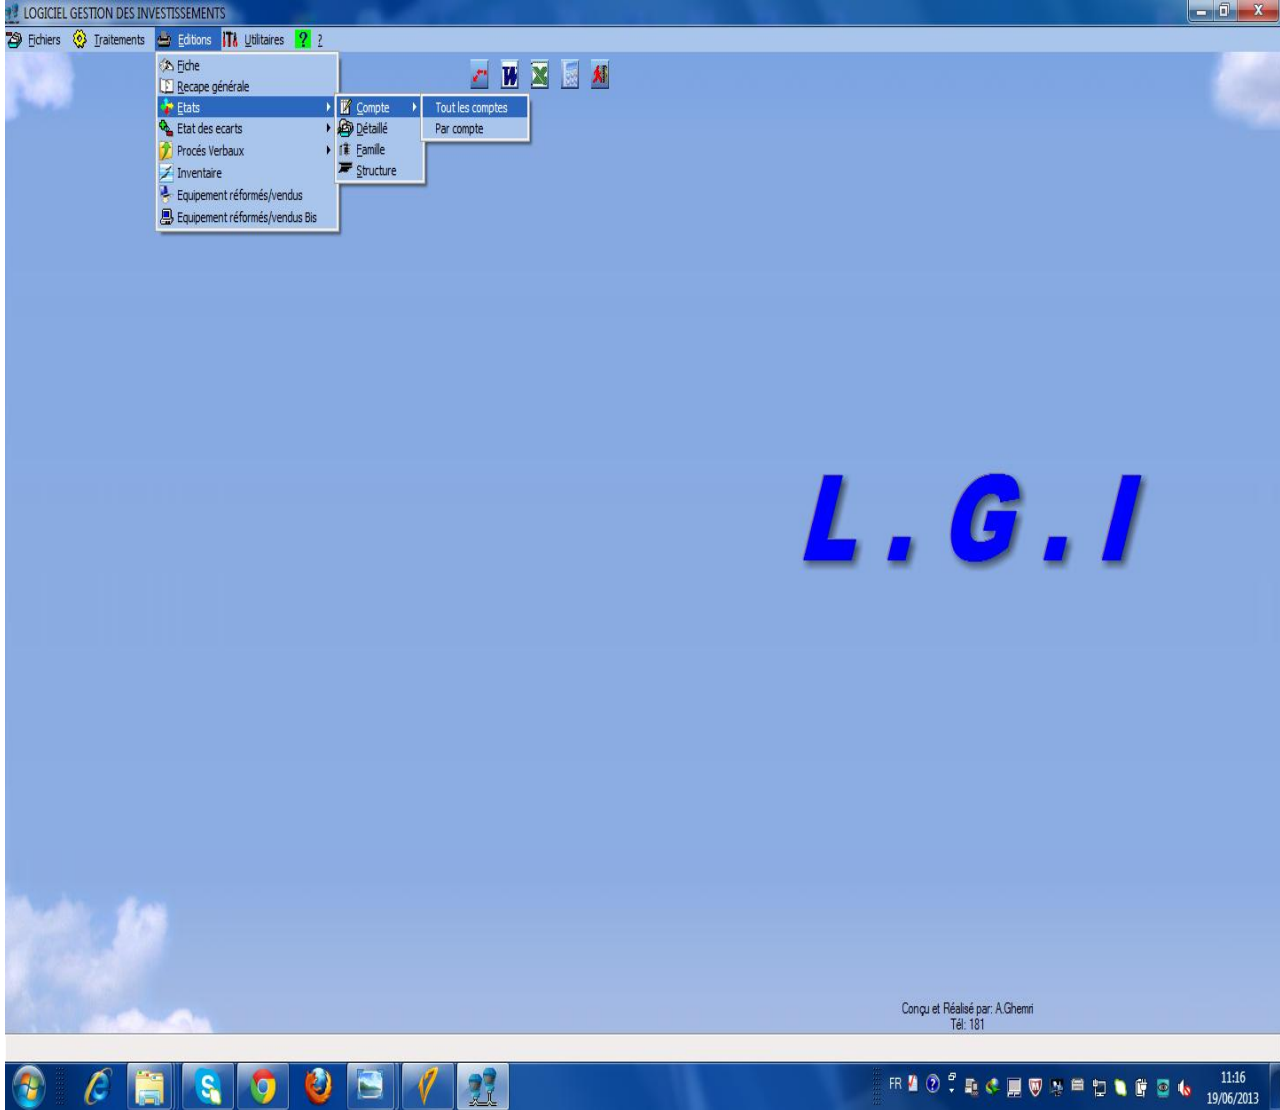 LOGICIEL GESTION DES INVESTISSEMENTS
Fichiers Traitements Editions Utilitaires ? ?
Fiche
Recape générale
Etats
Etat des ecarts
Procés Verbaux
Inventaire
Equipement réformés/vendus
Equipement réformés/vendus Bis
Compte
Détaillé
Famille
Structure
Tout les comptes
Par compte
L.G.I
Conçu et Réalisé par: A.Ghemri
Tél: 181
FR
11:16
19/06/2013